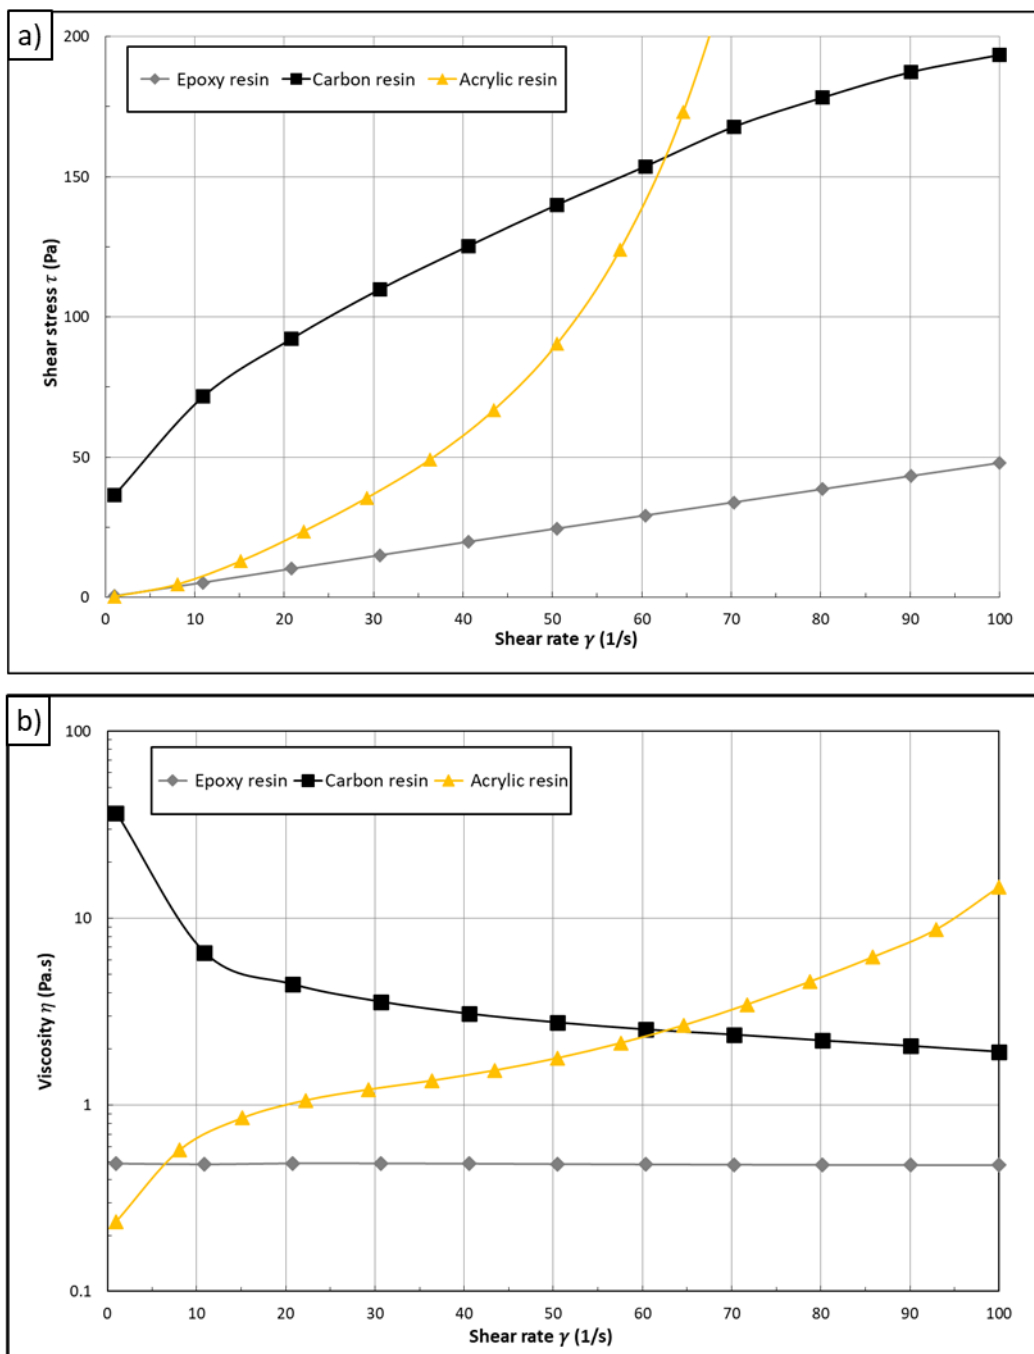 a)
200
150
100
50
0
Shear stress τ (Pa)
Epoxy resin Carbon resin Acrylic resin
0 10 20 30 40 50 60 70 80 90 100
Shear rate γ (1/s)
b)
100
10
1
0.1
Viscosity η (Pa.s)
Epoxy resin Carbon resin Acrylic resin
0 10 20 30 40 50 60 70 80 90 100
Shear rate γ (1/s)